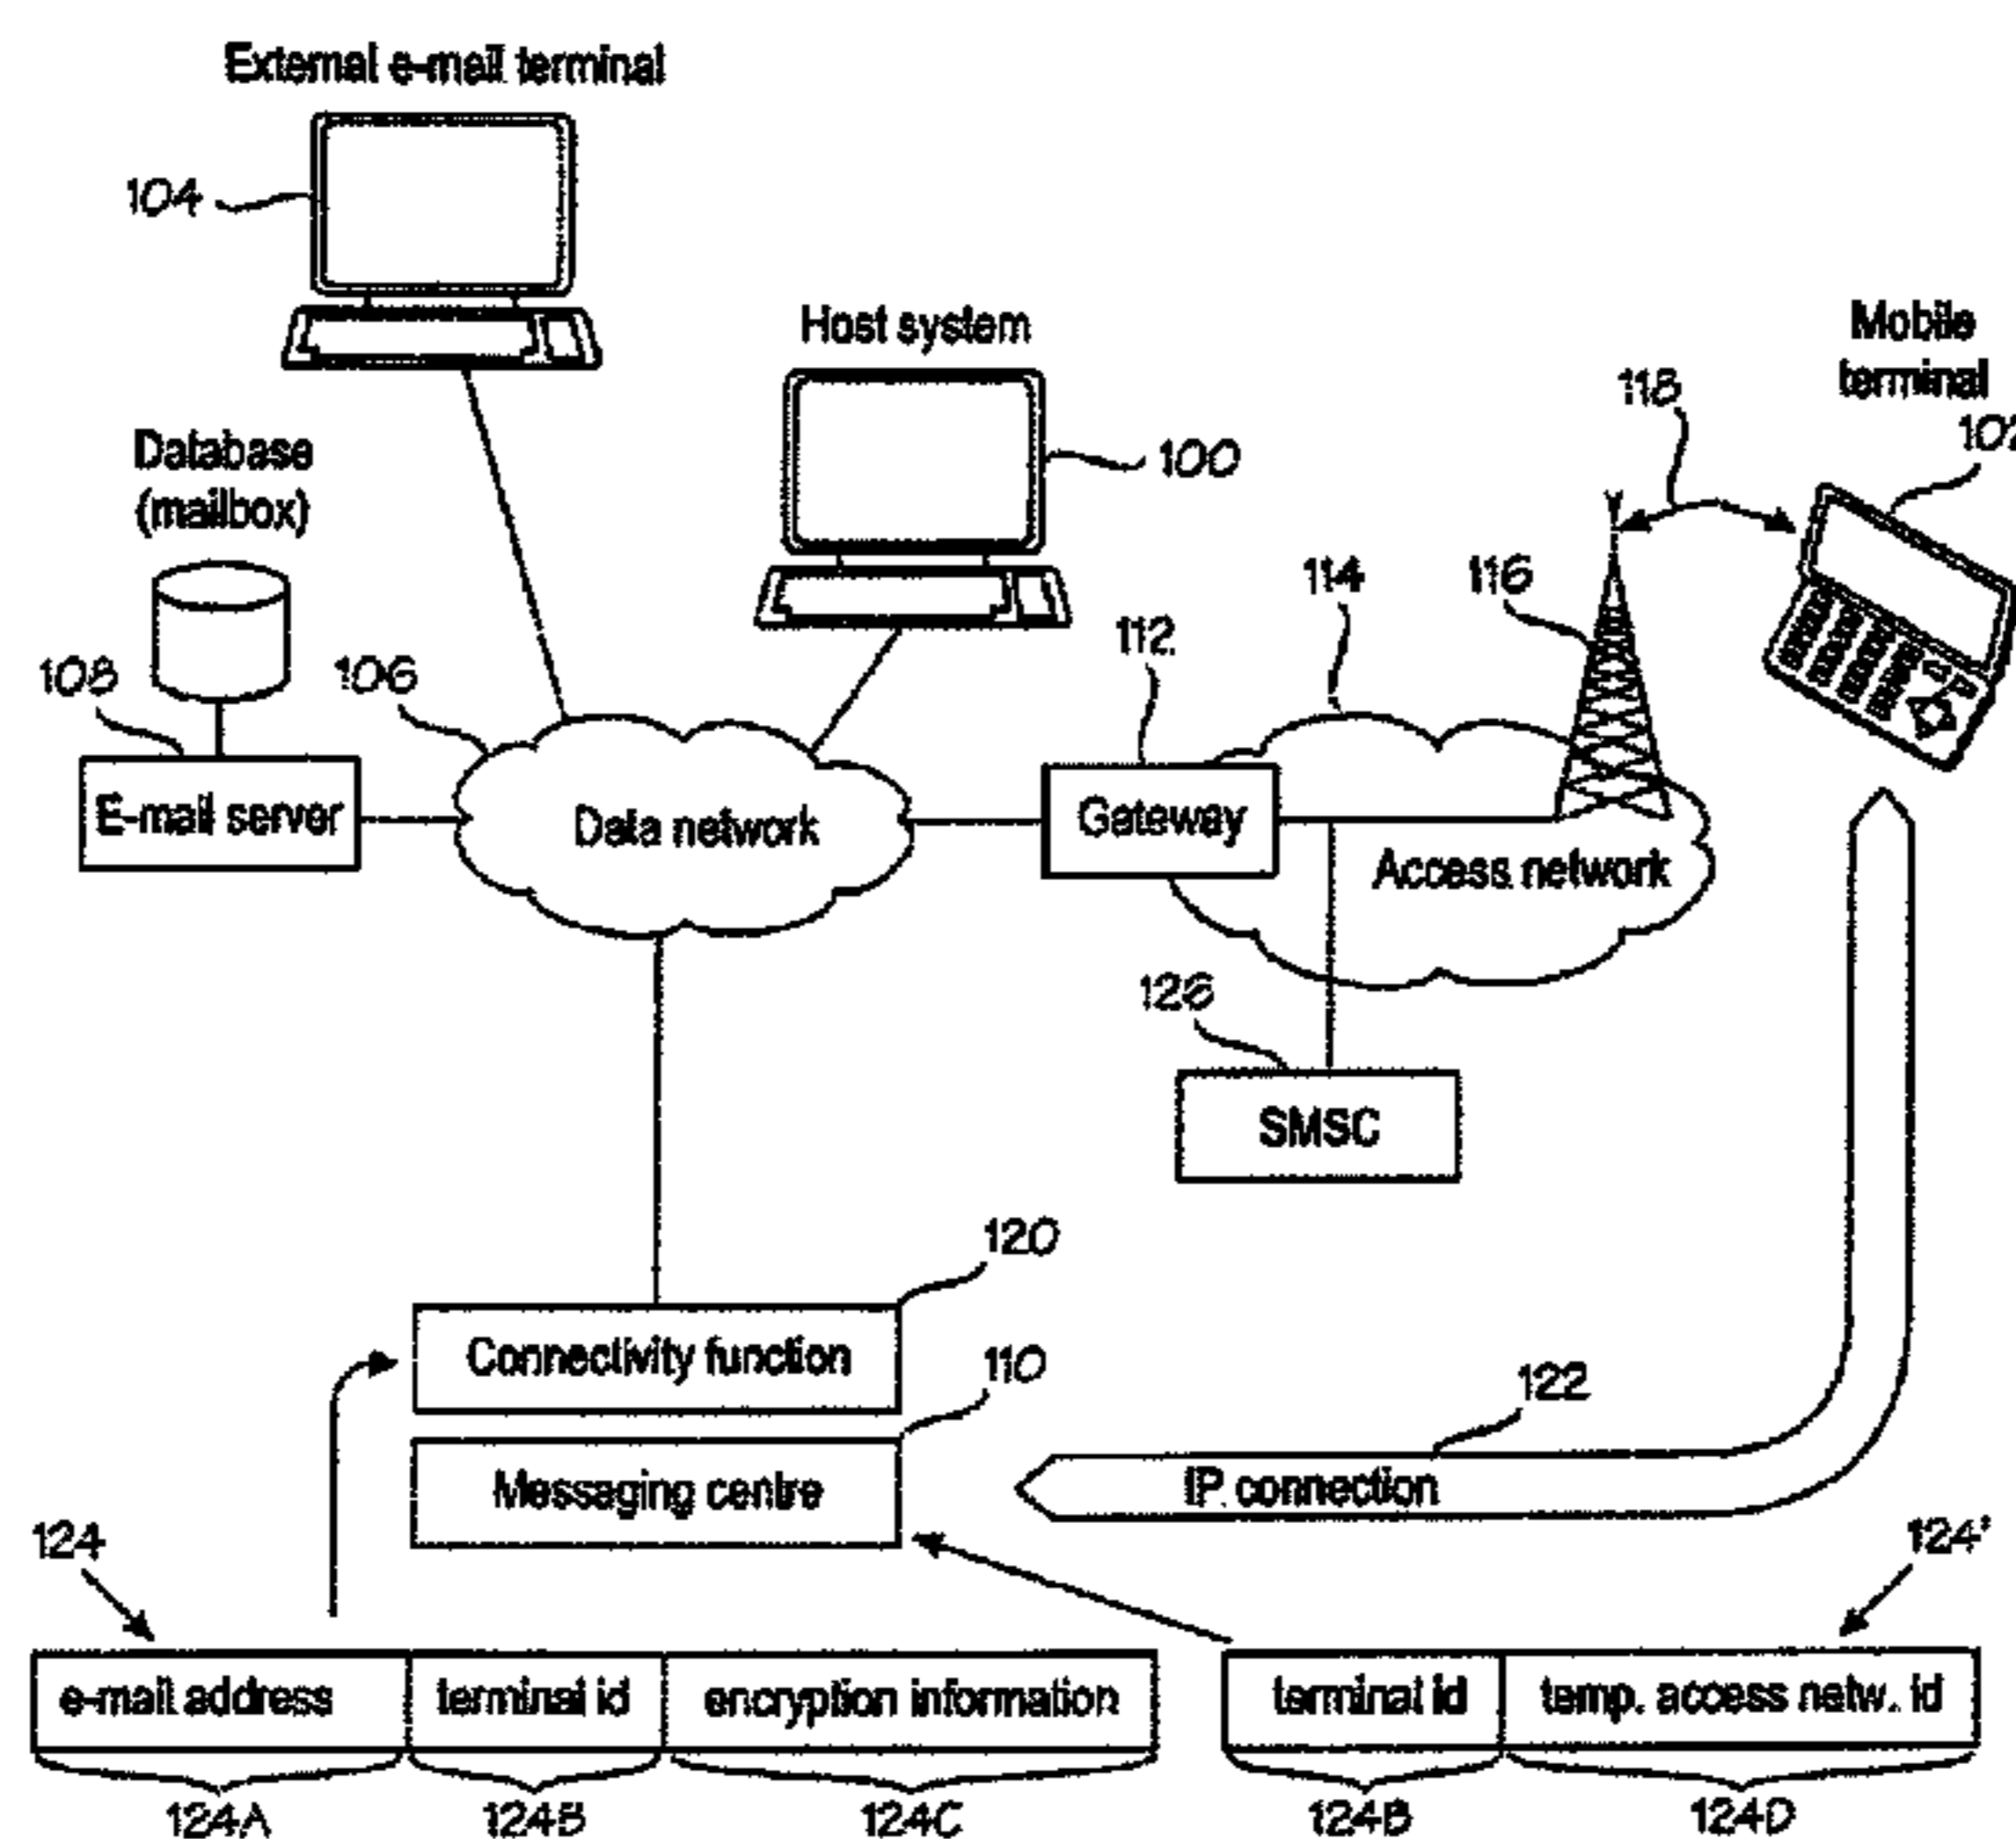 External e-mail terminal
104
Host system
Mobile
terminal
118
102
Database
(mailbox)
100
114
116
112
108
106
E-mail server
Data network
Gateway
Access network
126
SMSC
120
Connectivity function
110
Messaging centre
122
IP connection
124
124'
e-mail address
terminal id
encryption information
terminal id
temp. access netw. id
124A
124B
124C
124B
124D